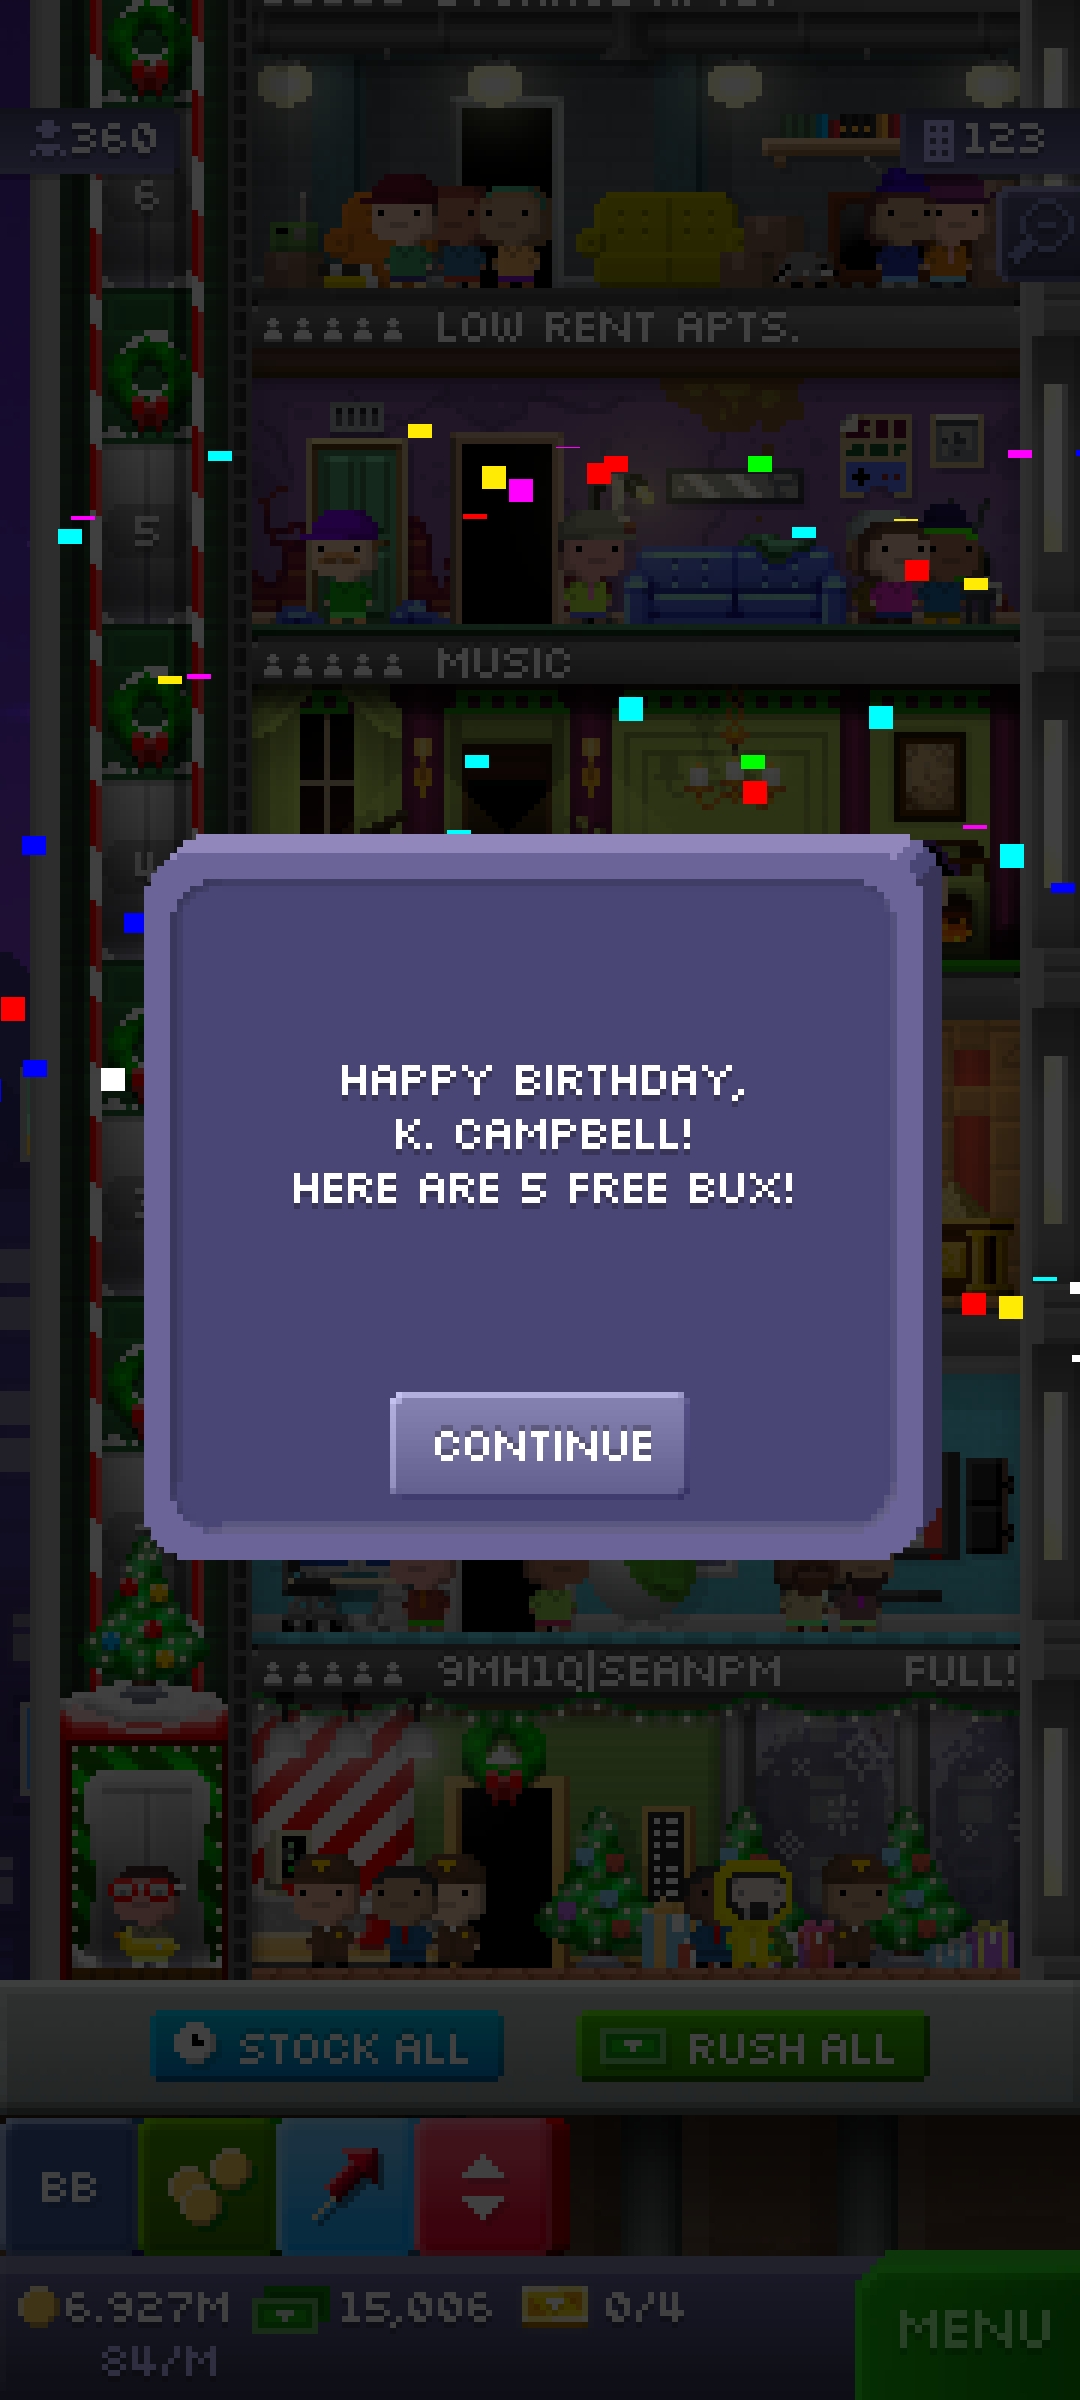 360
123
6
LOW RENT APTS.
5
MUSIC
4
HAPPY BIRTHDAY,
K. CAMPBELL!
HERE ARE 5 FREE BUX!
CONTINUE
9MH1Q|SEANPM FULL!
STOCK ALL
RUSH ALL
BB
6.927M
15,006
0/4
84/M
MENU